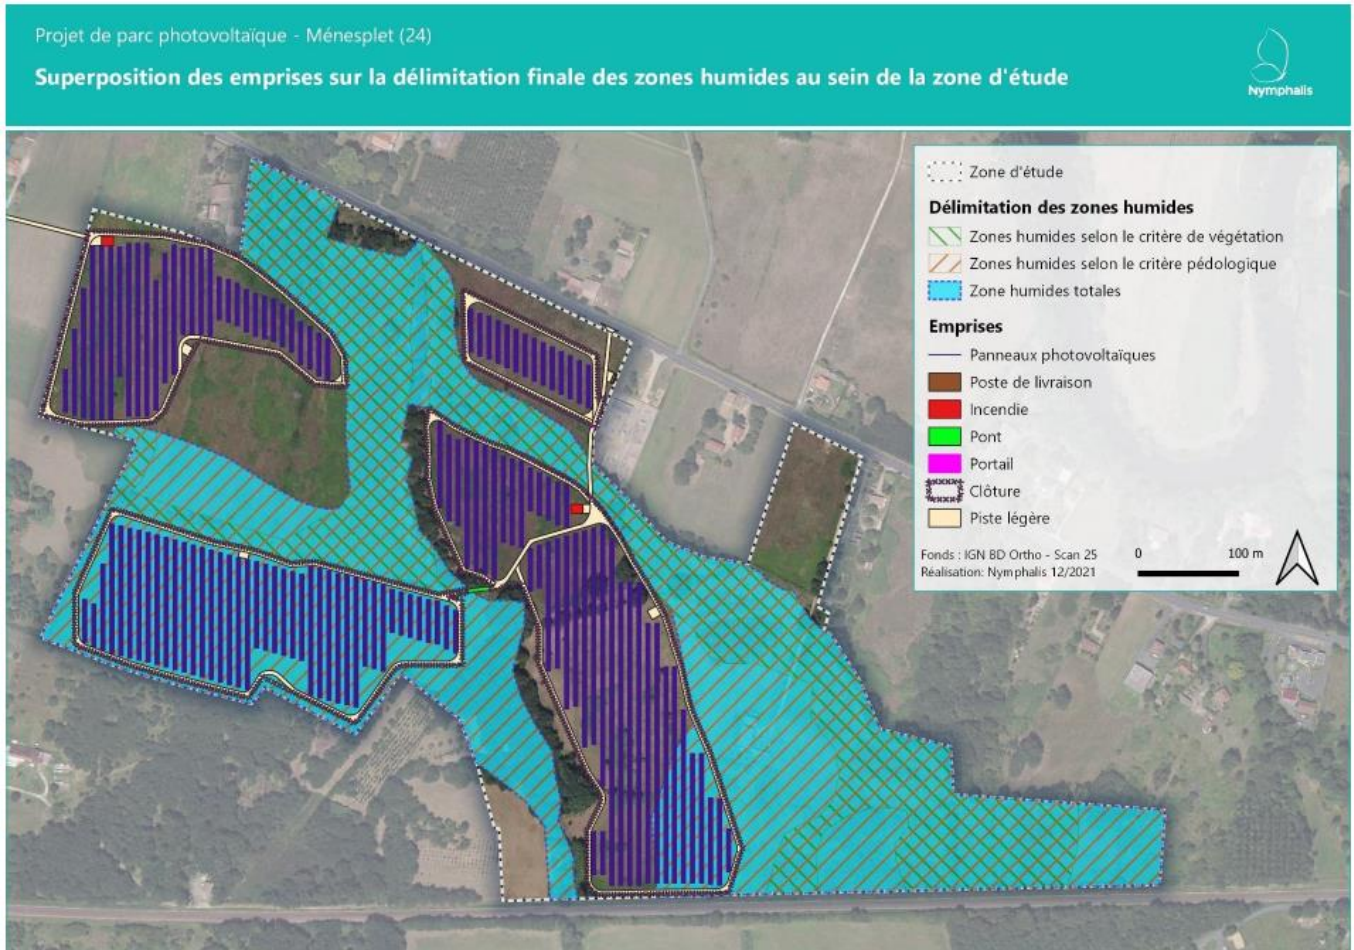 Projet de parc photovoltaïque - Ménesplet (24)
Superposition des emprises sur la délimitation finale des zones humides au sein de la zone d'étude
Nymphalis
Zone d'étude
Délimitation des zones humides
Zones humides selon le critère de végétation
Zones humides selon le critère pédologique
Zone humides totales
Emprises
Panneaux photovoltaïques
Poste de livraison
Incendie
Pont
Portail
Clôture
Piste légère
Fonds : IGN BD Ortho - Scan 25
Réalisation: Nymphalis 12/2021
0 100 m